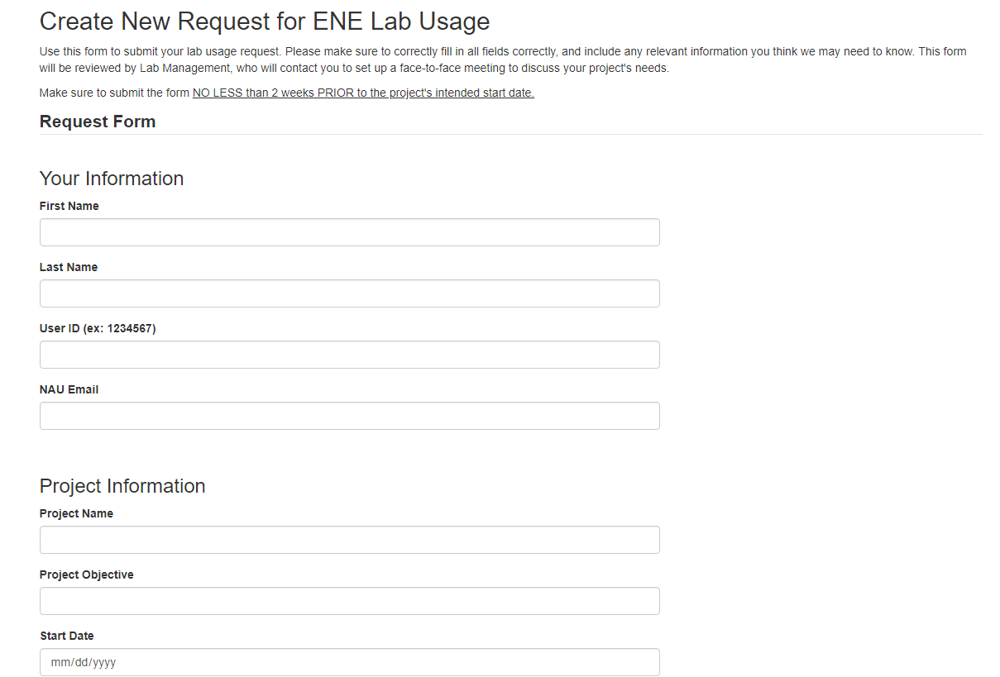 Create New Request for ENE Lab Usage
Use this form to submit your lab usage request. Please make sure to correctly fill in all fields correctly, and include any relevant information you think we may need to know. This form
will be reviewed by Lab Management, who will contact you to set up a face-to-face meeting to discuss your project's needs.
Make sure to submit the form NO LESS than 2 weeks PRIOR to the project's intended start date.
Request Form
Your Information
First Name
Last Name
User ID (ex: 1234567)
NAU Email
Project Information
Project Name
Project Objective
Start Date
mm/dd/yyyy